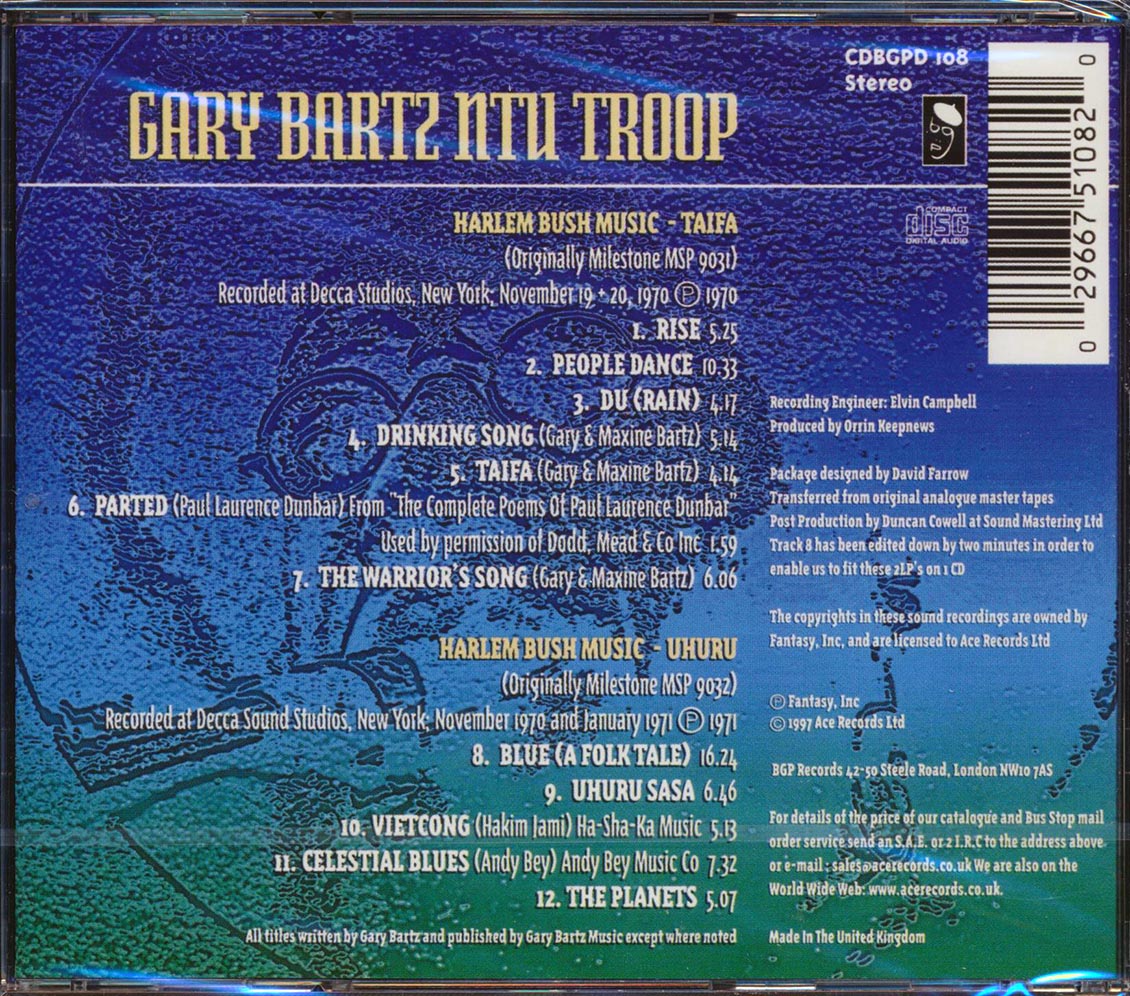 CDBGPD 108
Stereo
GARY BARTZ NTU TROOP
COMPACT
disc
DIGITAL AUDIO
0 29667 51082 0
HARLEM BUSH MUSIC - TAIFA
(Originally Milestone MSP 9031)
Recorded at Decca Studios, New York; November 19 + 20, 1970 Ⓟ 1970
1. RISE 5.25
2. PEOPLE DANCE 10.33
3. DU (RAIN) 4.17
4. DRINKING SONG (Gary & Maxine Bartz) 5.14
5. TAIFA (Gary & Maxine Bartz) 4.14
6. PARTED (Paul Laurence Dunbar) From "The Complete Poems Of Paul Laurence Dunbar"
Used by permission of Dodd, Mead & Co Inc 1.59
7. THE WARRIOR'S SONG (Gary & Maxine Bartz) 6.06
HARLEM BUSH MUSIC - UHURU
(Originally Milestone MSP 9032)
Recorded at Decca Sound Studios, New York; November 1970 and January 1971 Ⓟ 1971
8. BLUE (A FOLK TALE) 16.24
9. UHURU SASA 6.46
10. VIETCONG (Hakim Jami) Ha-Sha-Ka Music 5.13
11. CELESTIAL BLUES (Andy Bey) Andy Bey Music Co 7.32
12. THE PLANETS 5.07
All titles written by Gary Bartz and published by Gary Bartz Music except where noted
Recording Engineer: Elvin Campbell
Produced by Orrin Keepnews
Package designed by David Farrow
Transferred from original analogue master tapes
Post Production by Duncan Cowell at Sound Mastering Ltd
Track 8 has been edited down by two minutes in order to
enable us to fit these 2LP's on 1 CD
The copyrights in these sound recordings are owned by
Fantasy, Inc, and are licensed to Ace Records Ltd
Ⓟ Fantasy, Inc
© 1997 Ace Records Ltd
BGP Records 42-50 Steele Road, London NW10 7AS
For details of the price of our catalogue and Bus Stop mail
order service send an S.A.E. or 2 I.R.C to the address above
or e-mail : sales@acerecords.co.uk We are also on the
World Wide Web: www.acerecords.co.uk.
Made In The United Kingdom